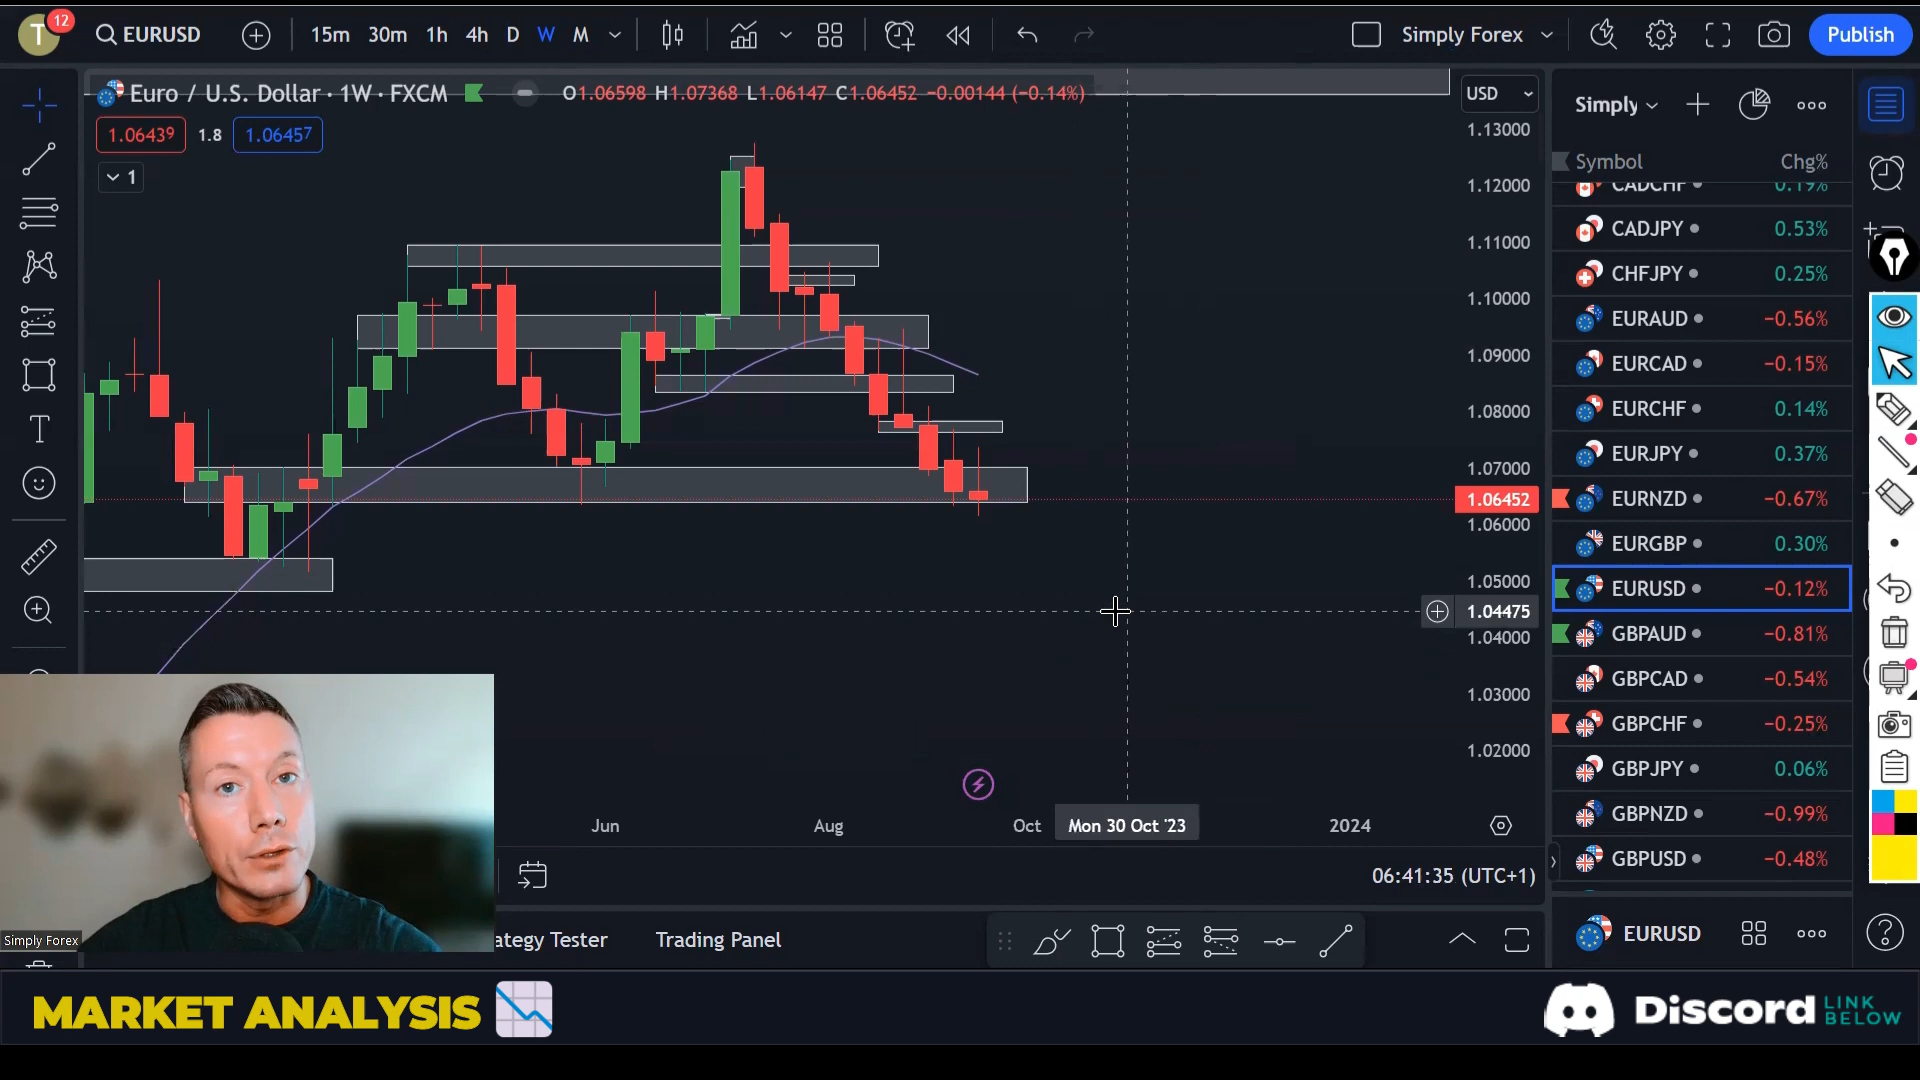 T 12 EURUSD 15m 30m 1h 4h D W M Simply Forex Publish
Euro / U.S. Dollar · 1W · FXCM O1.06598 H1.07368 L1.06147 C1.06452 −0.00144 (−0.14%)
1.06439 1.8 1.06457
1
USD
1.13000
1.12000
1.11000
1.10000
1.09000
1.08000
1.07000
1.06452
1.06000
1.05000
1.04475
1.04000
1.03000
1.02000
Jun Aug Oct Mon 30 Oct '23 2024
06:41:35 (UTC+1)
ategy Tester Trading Panel
Simply
Symbol Chg%
CADCHF 0.19%
CADJPY 0.53%
CHFJPY 0.25%
EURAUD −0.56%
EURCAD −0.15%
EURCHF 0.14%
EURJPY 0.37%
EURNZD −0.67%
EURGBP 0.30%
EURUSD −0.12%
GBPAUD −0.81%
GBPCAD −0.54%
GBPCHF −0.25%
GBPJPY 0.06%
GBPNZD −0.99%
GBPUSD −0.48%
EURUSD
Simply Forex
MARKET ANALYSIS
Discord LINK
BELOW